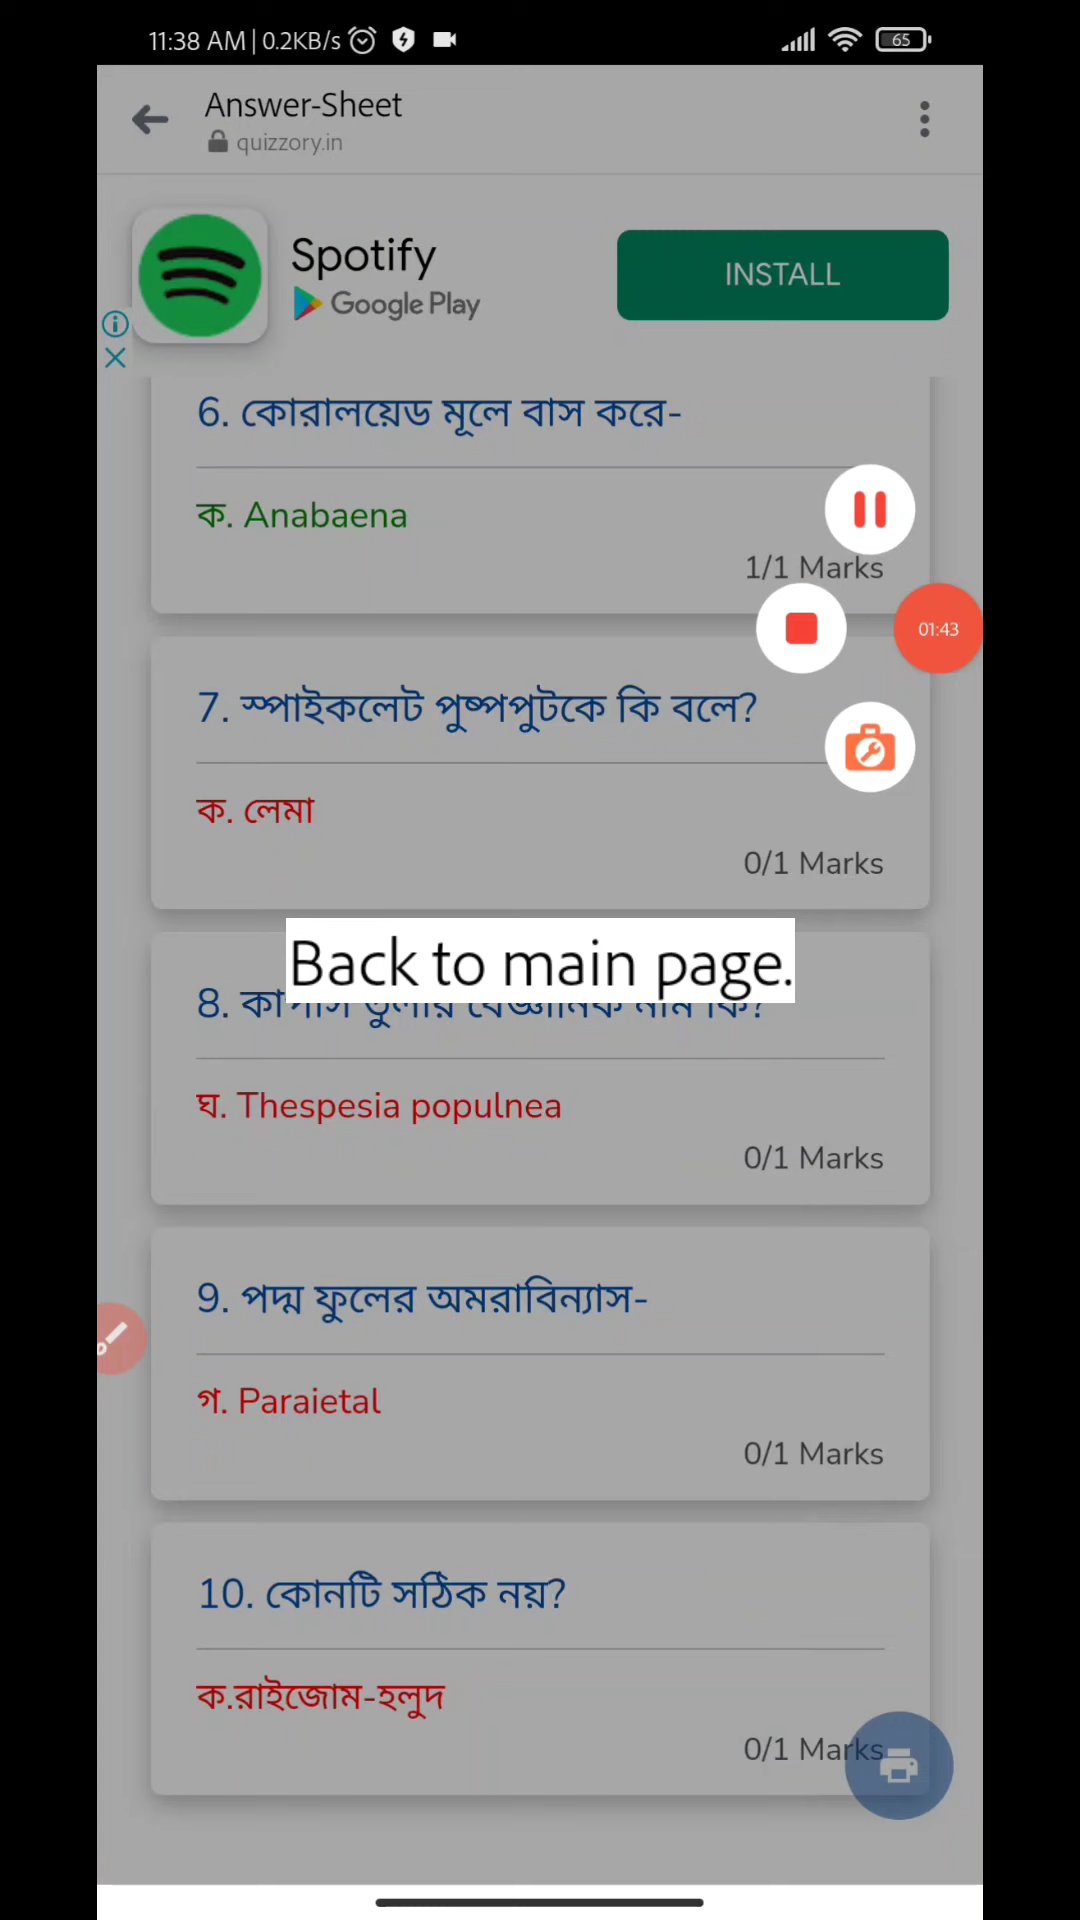 11:38 AM | 0.2KB/s
65
Answer-Sheet
quizzory.in
Spotify
Google Play
INSTALL
6. কোরালয়েড মূলে বাস করে-
ক. Anabaena
1/1 Marks
01:43
7. স্পাইকলেট পুষ্পপুটকে কি বলে?
ক. লেমা
0/1 Marks
Back to main page.
8. কার্পাস তুলার বৈজ্ঞানিক নাম কি?
ঘ. Thespesia populnea
0/1 Marks
9. পদ্ম ফুলের অমরাবিন্যাস-
গ. Paraietal
0/1 Marks
10. কোনটি সঠিক নয়?
ক.রাইজোম-হলুদ
0/1 Marks